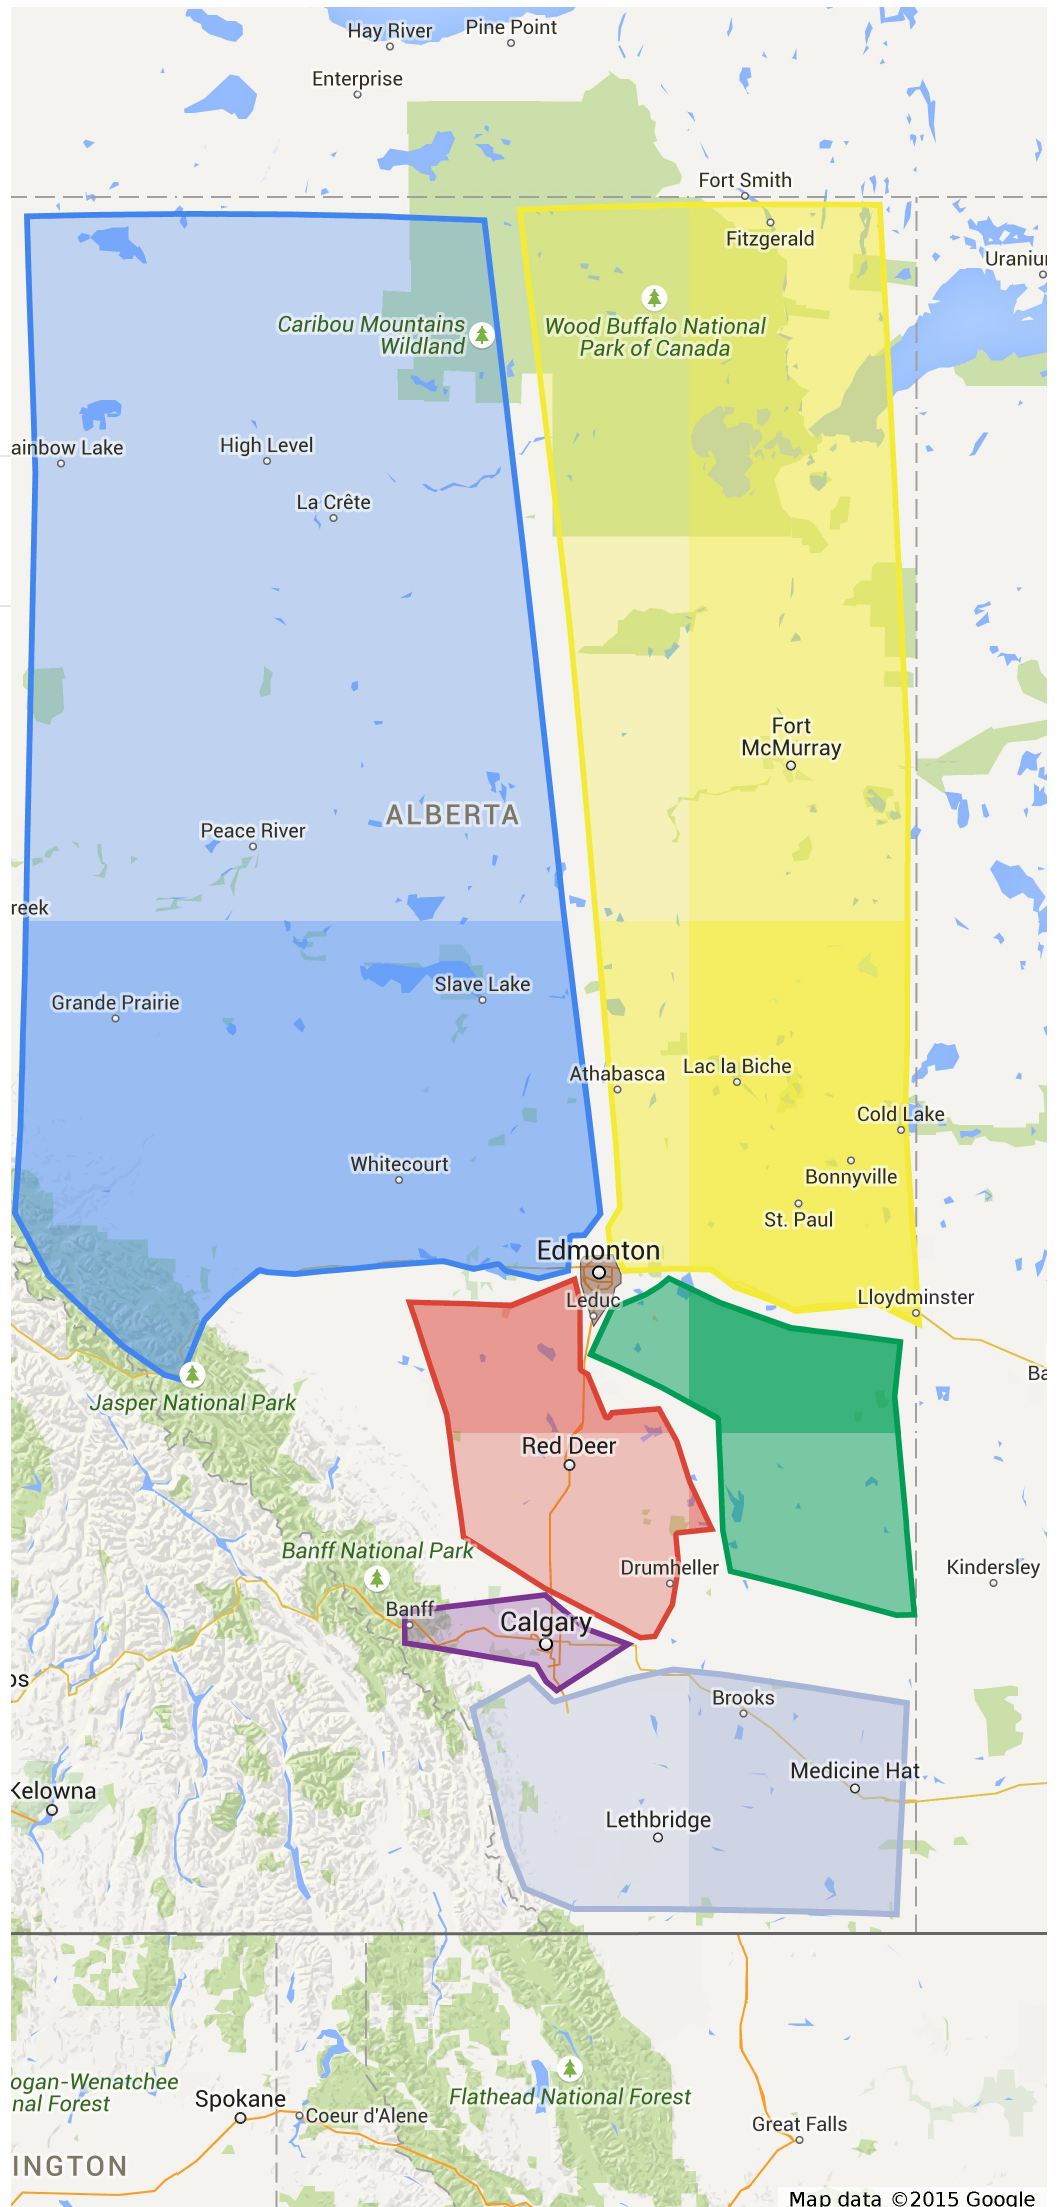 Hay River
Pine Point
Enterprise
Fort Smith
Fitzgerald
Uraniur
Caribou Mountains
Wildland
Wood Buffalo National
Park of Canada
ainbow Lake
High Level
La Crête
Fort
McMurray
ALBERTA
Peace River
reek
Slave Lake
Grande Prairie
Athabasca
Lac la Biche
Cold Lake
Whitecourt
Bonnyville
St. Paul
Edmonton
Leduc
Lloydminster
Ba
Jasper National Park
Red Deer
Banff National Park
Drumheller
Kindersley
Banff
Calgary
os
Brooks
Medicine Hat
Kelowna
Lethbridge
ogan-Wenatchee
nal Forest
Spokane
Coeur d'Alene
Flathead National Forest
Great Falls
INGTON
Map data ©2015 Google